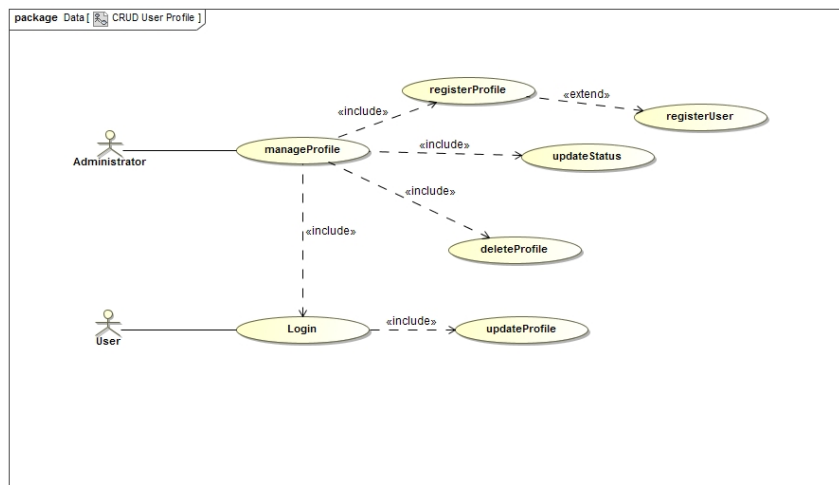 package Data [ CRUD User Profile ]
registerProfile
«extend»
registerUser
«include»
Administrator
manageProfile
«include»
updateStatus
«include»
deleteProfile
«include»
User
Login
«include»
updateProfile